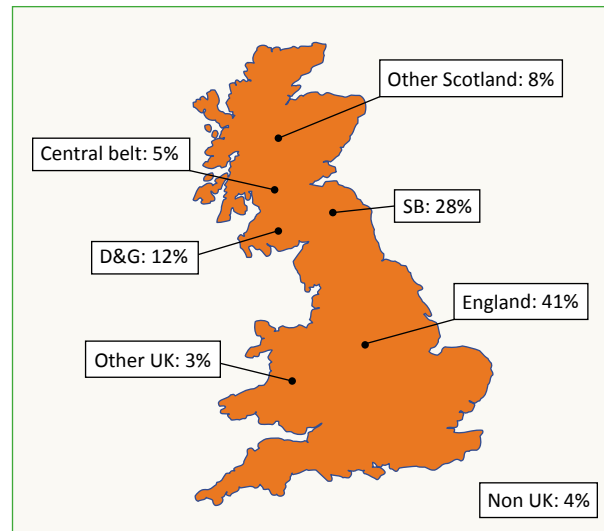 Other Scotland: 8%
Central belt: 5%
SB: 28%
D&G: 12%
England: 41%
Other UK: 3%
Non UK: 4%